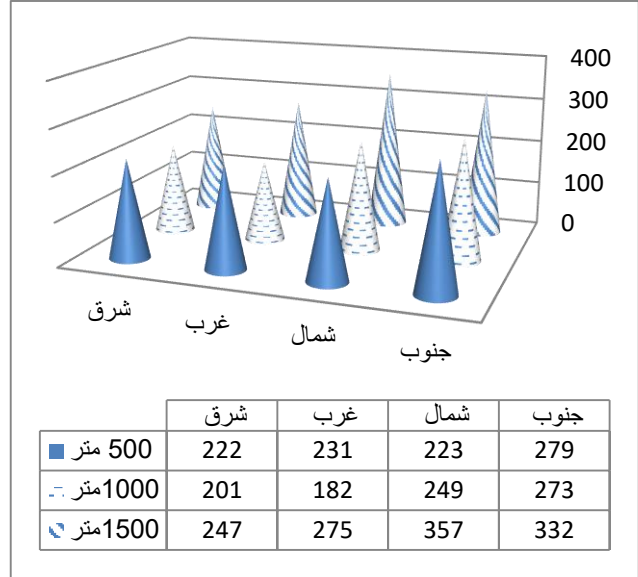 400
300
200
100
0
شرق
غرب
شمال
جنوب
شرق غرب شمال جنوب
500 متر 222 231 223 279
1000متر 201 182 249 273
1500متر 247 275 357 332